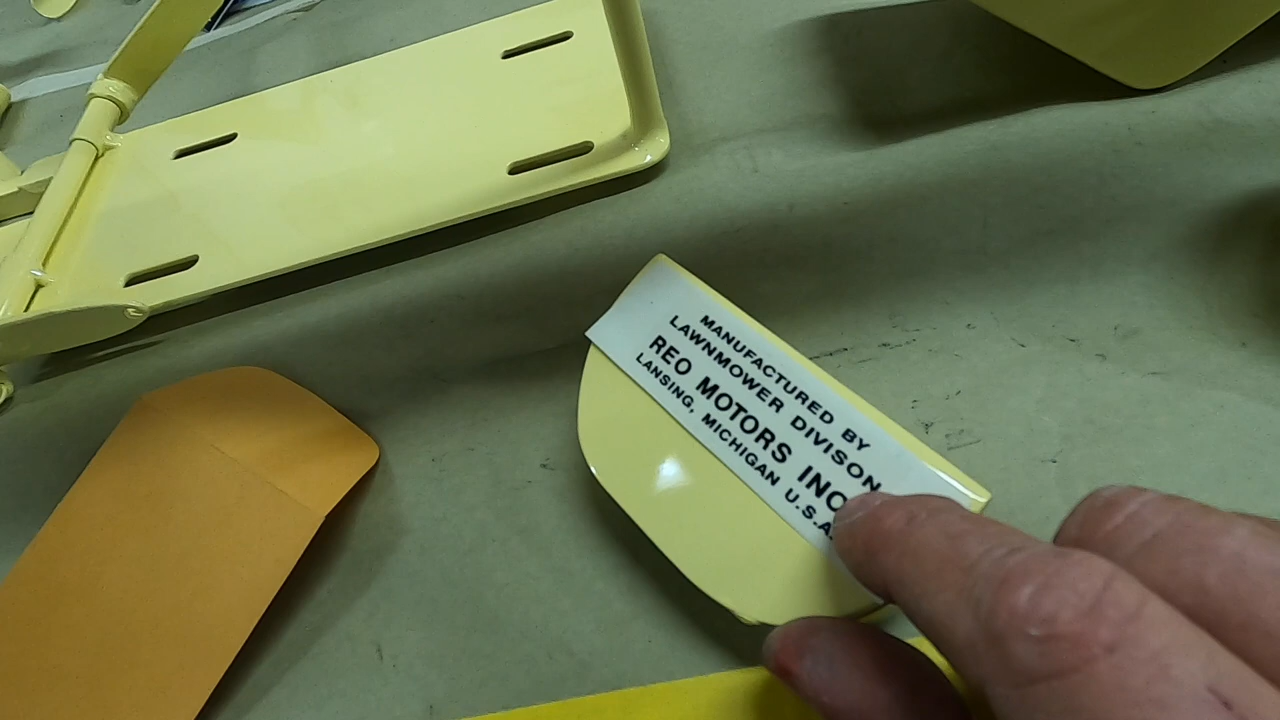 MANUFACTURED BY
LAWNMOWER DIVISON
REO MOTORS INC
LANSING, MICHIGAN U.S.A.